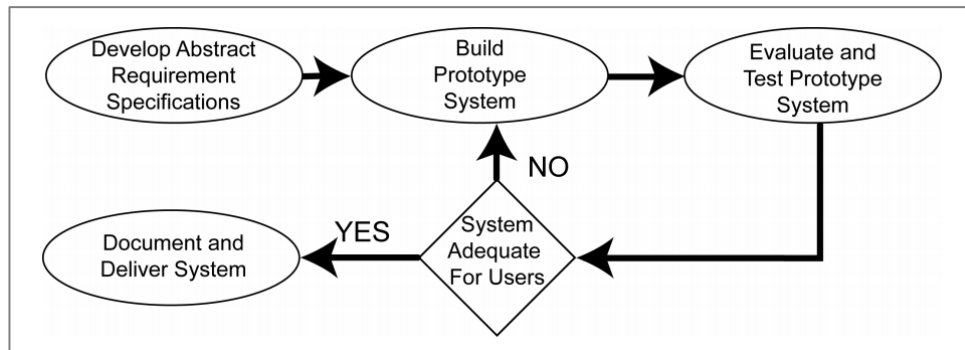 Develop Abstract
Requirement
Specifications
Build
Prototype
System
Evaluate and
Test Prototype
System
NO
System
Adequate
For Users
YES
Document and
Deliver System